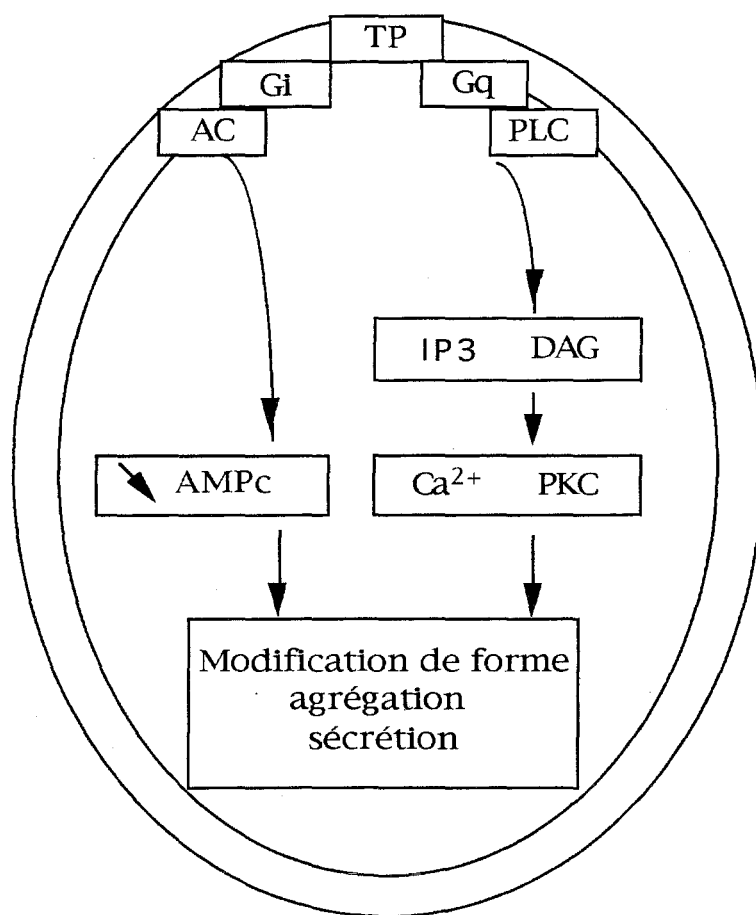 TP
Gi Gq
AC PLC
IP3 DAG
AMPc Ca²⁺ PKC
Modification de forme
agrégation
sécrétion